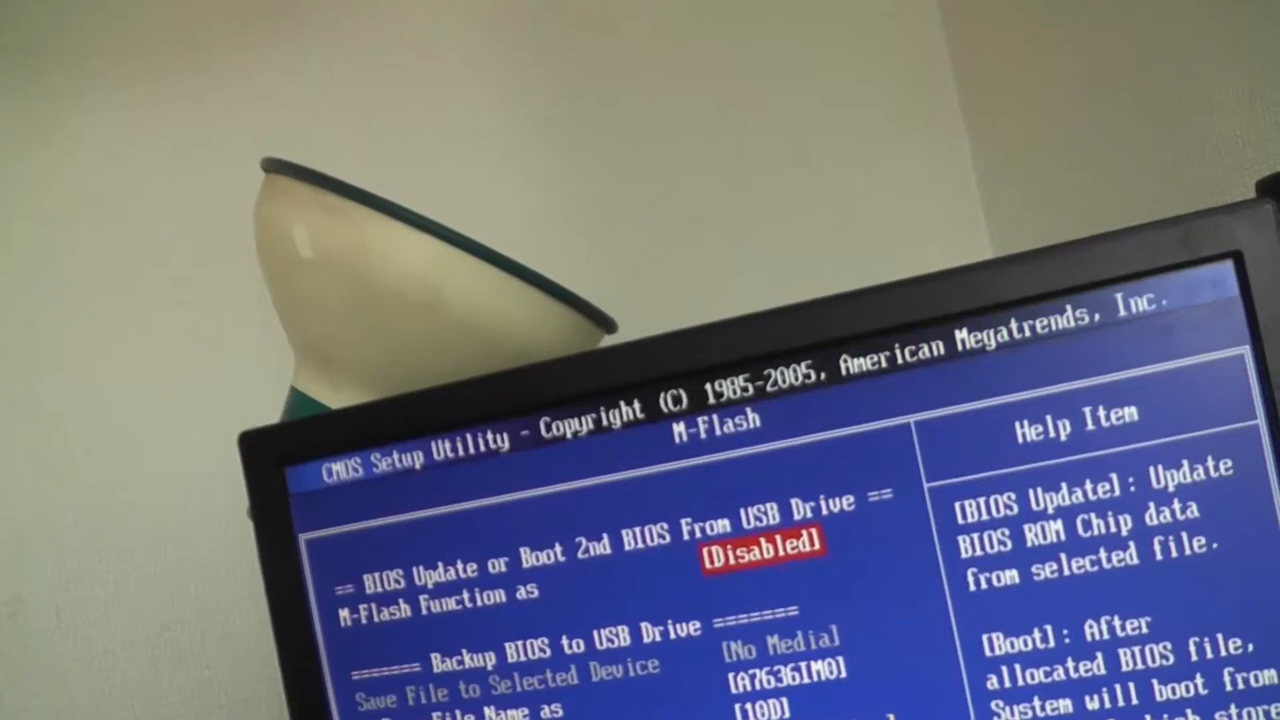 CMOS Setup Utility - Copyright (C) 1985-2005, American Megatrends, Inc.
M-Flash
== BIOS Update or Boot 2nd BIOS From USB Drive ==
M-Flash Function as [Disabled]
====== Backup BIOS to USB Drive =======
Save File to Selected Device [No Media]
File Name as [A7636IM0]
[10D]
Help Item
[BIOS Update]: Update
BIOS ROM Chip data
from selected file.
[Boot]: After
allocated BIOS file,
System will boot from